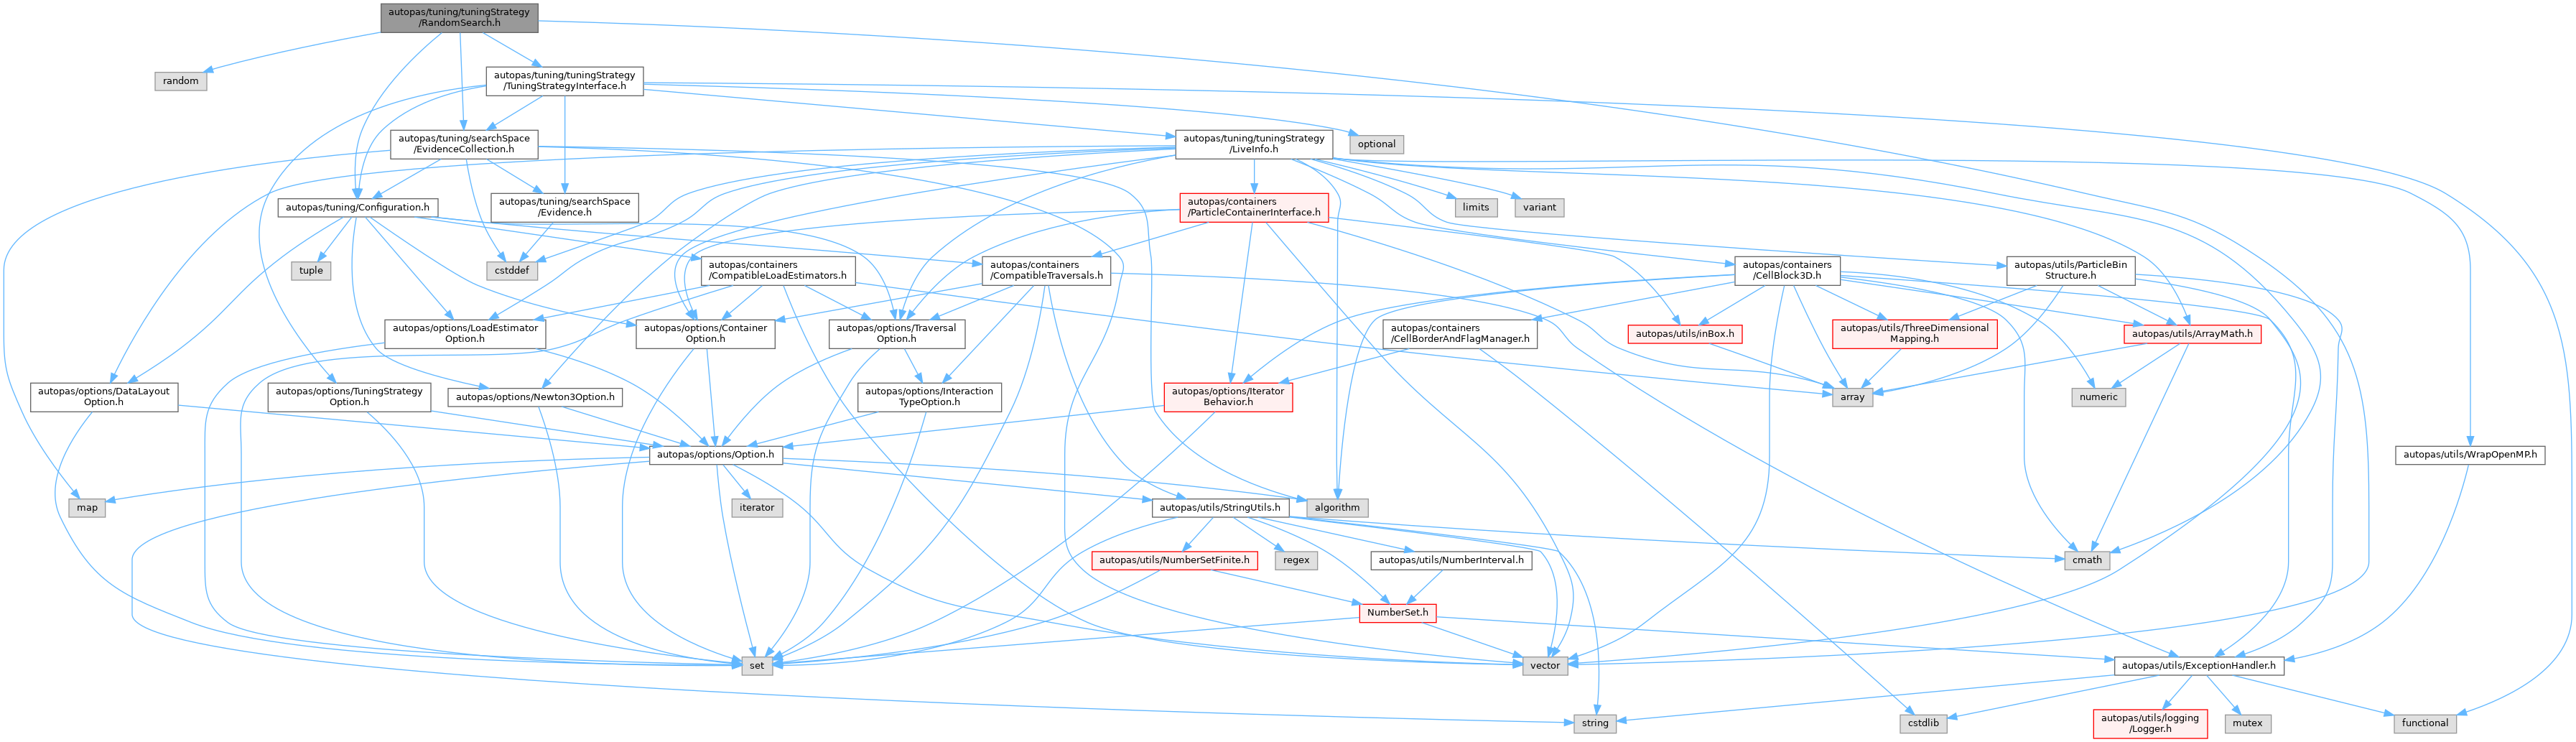 autopas/tuning/tuningStrategy
/RandomSearch.h
random
autopas/tuning/tuningStrategy
/TuningStrategyInterface.h
autopas/tuning/searchSpace
/EvidenceCollection.h
autopas/tuning/tuningStrategy
/LiveInfo.h
optional
autopas/tuning/Configuration.h
autopas/tuning/searchSpace
/Evidence.h
autopas/containers
/ParticleContainerInterface.h
limits
variant
tuple
cstddef
autopas/containers
/CompatibleLoadEstimators.h
autopas/containers
/CompatibleTraversals.h
autopas/containers
/CellBlock3D.h
autopas/utils/ParticleBin
Structure.h
autopas/options/LoadEstimator
Option.h
autopas/options/Container
Option.h
autopas/options/Traversal
Option.h
autopas/containers
/CellBorderAndFlagManager.h
autopas/utils/inBox.h
autopas/utils/ThreeDimensional
Mapping.h
autopas/utils/ArrayMath.h
autopas/options/DataLayout
Option.h
autopas/options/TuningStrategy
Option.h
autopas/options/Newton3Option.h
autopas/options/Interaction
TypeOption.h
autopas/options/Iterator
Behavior.h
array
numeric
autopas/options/Option.h
autopas/utils/WrapOpenMP.h
map
iterator
autopas/utils/StringUtils.h
algorithm
autopas/utils/NumberSetFinite.h
regex
autopas/utils/NumberInterval.h
cmath
NumberSet.h
set
vector
autopas/utils/ExceptionHandler.h
string
cstdlib
autopas/utils/logging
/Logger.h
mutex
functional